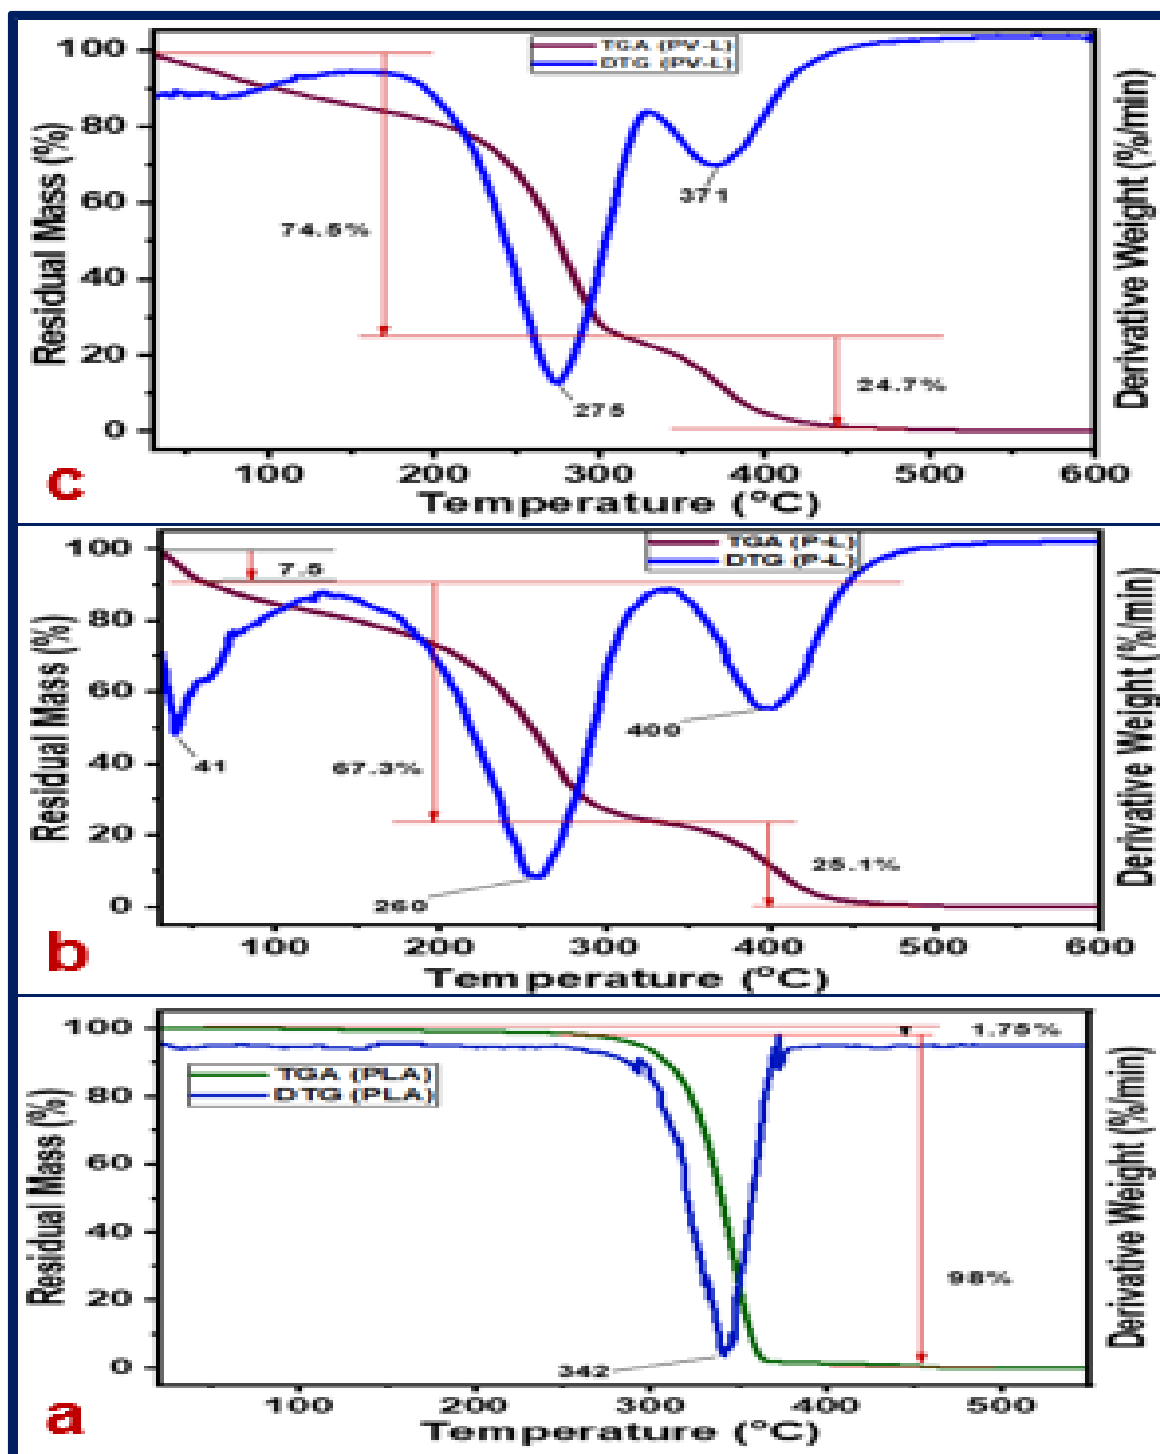 TGA (PV-L)
DTG (PV-L)
100
80
60
40
20
0
Residual Mass (%)
Derivative Weight (%/min)
74.5%
371
275
24.7%
100 200 300 400 500 600
Temperature (°C)
c
TGA (P-L)
DTG (P-L)
100
80
60
40
20
0
Residual Mass (%)
Derivative Weight (%/min)
7.5
41
67.3%
400
260
25.1%
100 200 300 400 500 600
Temperature (°C)
b
100
80
60
40
20
0
Residual Mass (%)
Derivative Weight (%/min)
1.75%
TGA (PLA)
DTG (PLA)
98%
342
100 200 300 400 500
Temperature (°C)
a